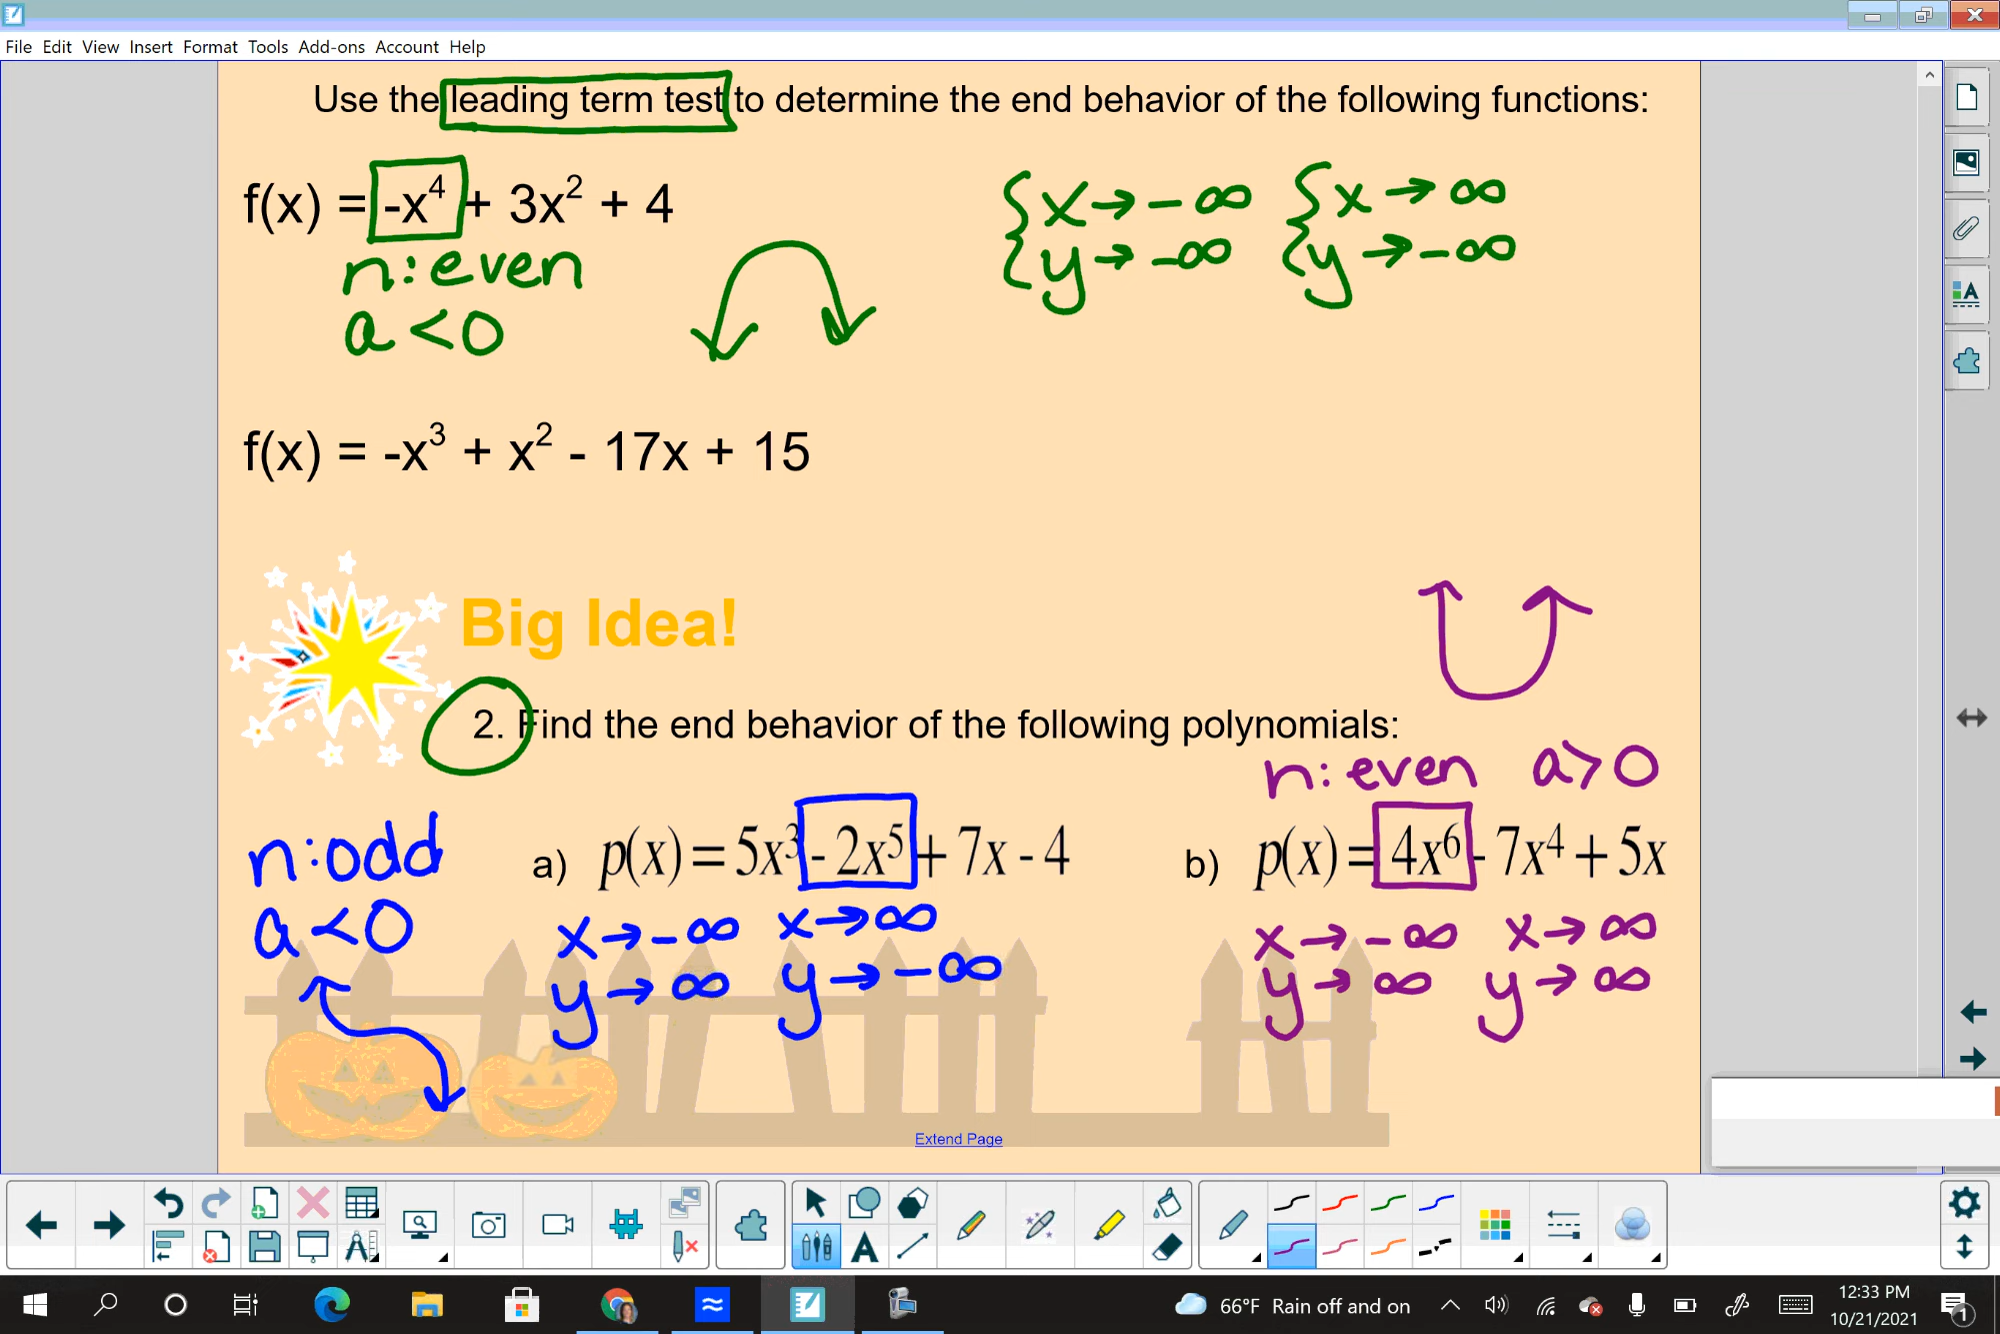 File Edit View Insert Format Tools Add-ons Account Help
Use the leading term test to determine the end behavior of the following functions:
f(x) = -x⁴ + 3x² + 4
n: even
a < 0
{x → -∞ {x → ∞
{y → -∞ {y → -∞
f(x) = -x³ + x² - 17x + 15
Big Idea!
2. Find the end behavior of the following polynomials:
n: even a > 0
n: odd
a < 0
a) p(x) = 5x³ - 2x⁵ + 7x - 4
x → -∞ x → ∞
y → ∞ y → -∞
b) p(x) = 4x⁶ - 7x⁴ + 5x
x → -∞ x → ∞
y → ∞ y → ∞
Extend Page
66°F Rain off and on
12:33 PM
10/21/2021
1